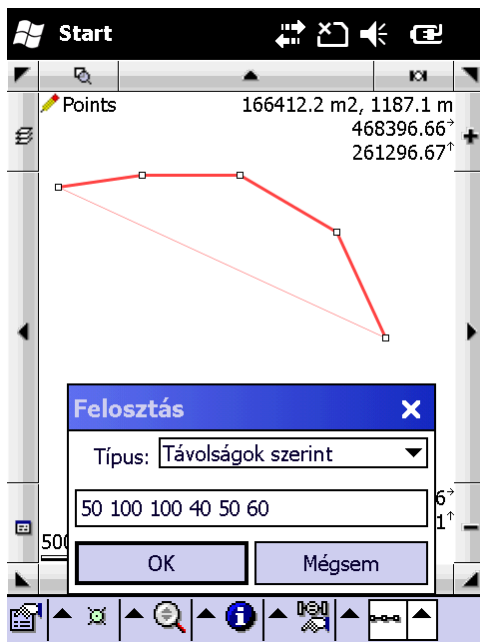 Start
Points
166412.2 m2, 1187.1 m
468396.66→
261296.67↑
Felosztás
Típus: Távolságok szerint
50 100 100 40 50 60
6→
1↑
500
OK Mégsem